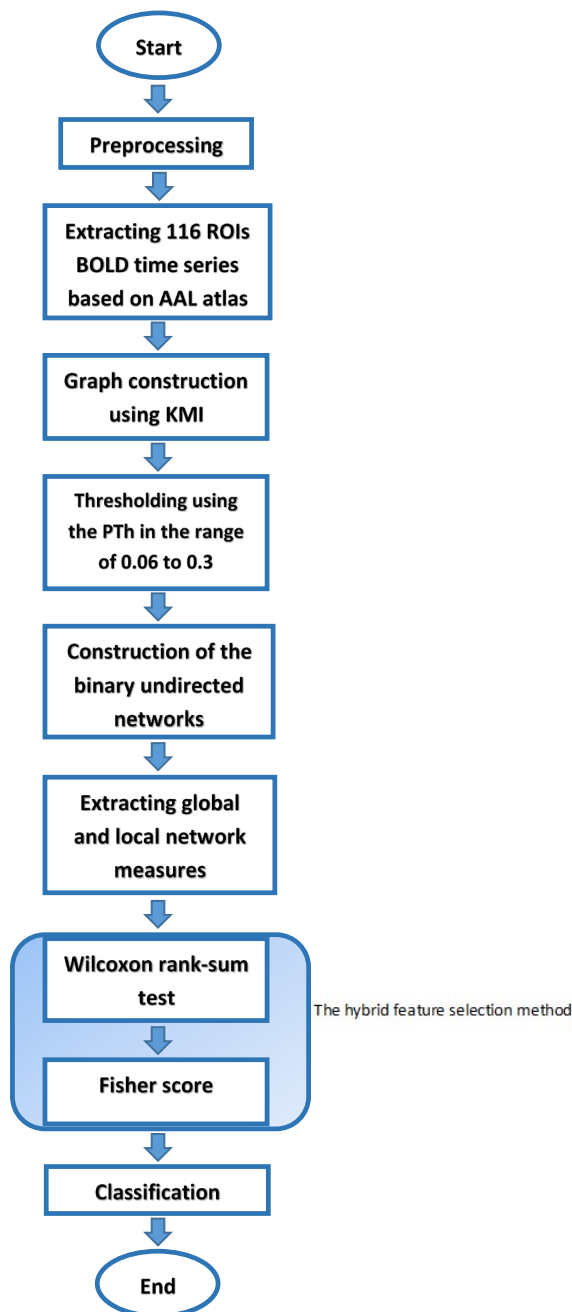 Start
Preprocessing
Extracting 116 ROIs
BOLD time series
based on AAL atlas
Graph construction
using KMI
Thresholding using
the PTh in the range
of 0.06 to 0.3
Construction of the
binary undirected
networks
Extracting global
and local network
measures
Wilcoxon rank-sum
test
The hybrid feature selection method
Fisher score
Classification
End